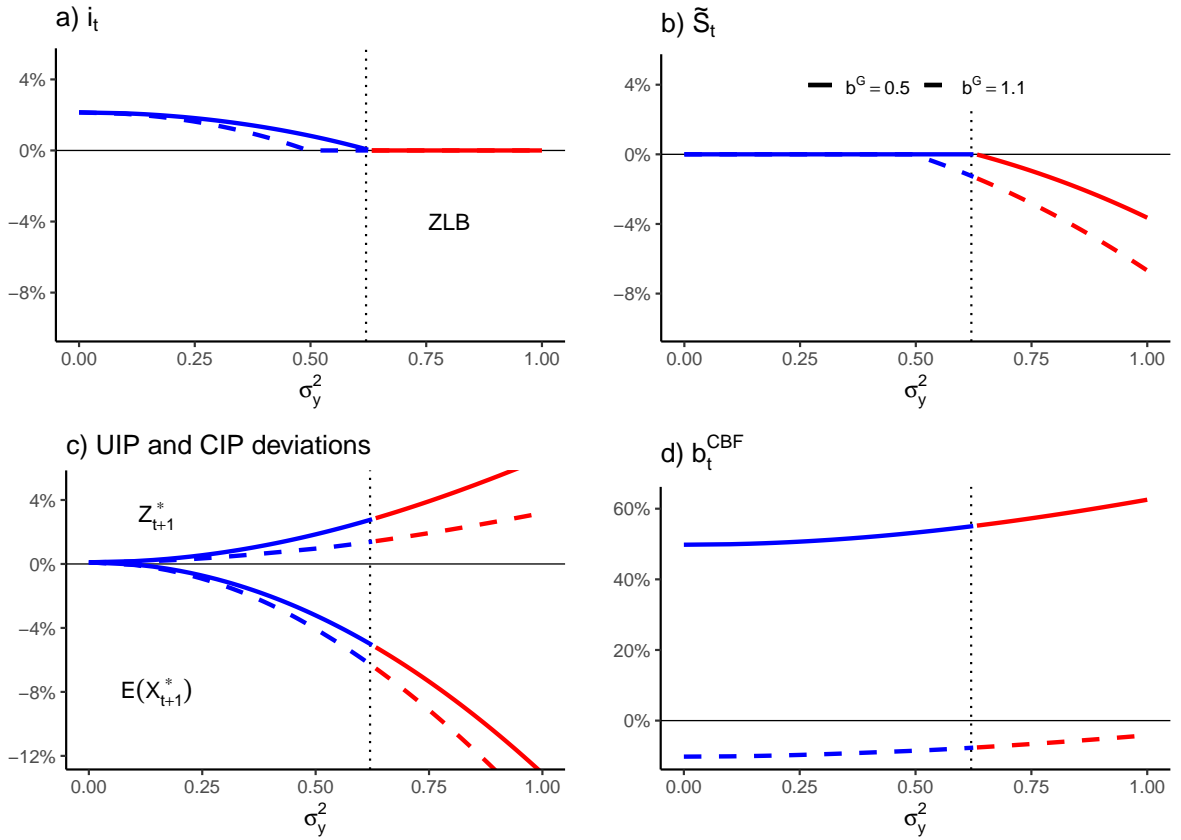 a) i_t
4%
0%
−4%
−8%
ZLB
0.00 0.25 0.50 0.75 1.00
σ_y^2
b) S̃_t
4%
0%
−4%
−8%
b^G = 0.5 b^G = 1.1
0.00 0.25 0.50 0.75 1.00
σ_y^2
c) UIP and CIP deviations
4%
0%
−4%
−8%
−12%
Z_{t+1}^*
E(X_{t+1}^*)
0.00 0.25 0.50 0.75 1.00
σ_y^2
d) b_t^{CBF}
60%
40%
20%
0%
0.00 0.25 0.50 0.75 1.00
σ_y^2